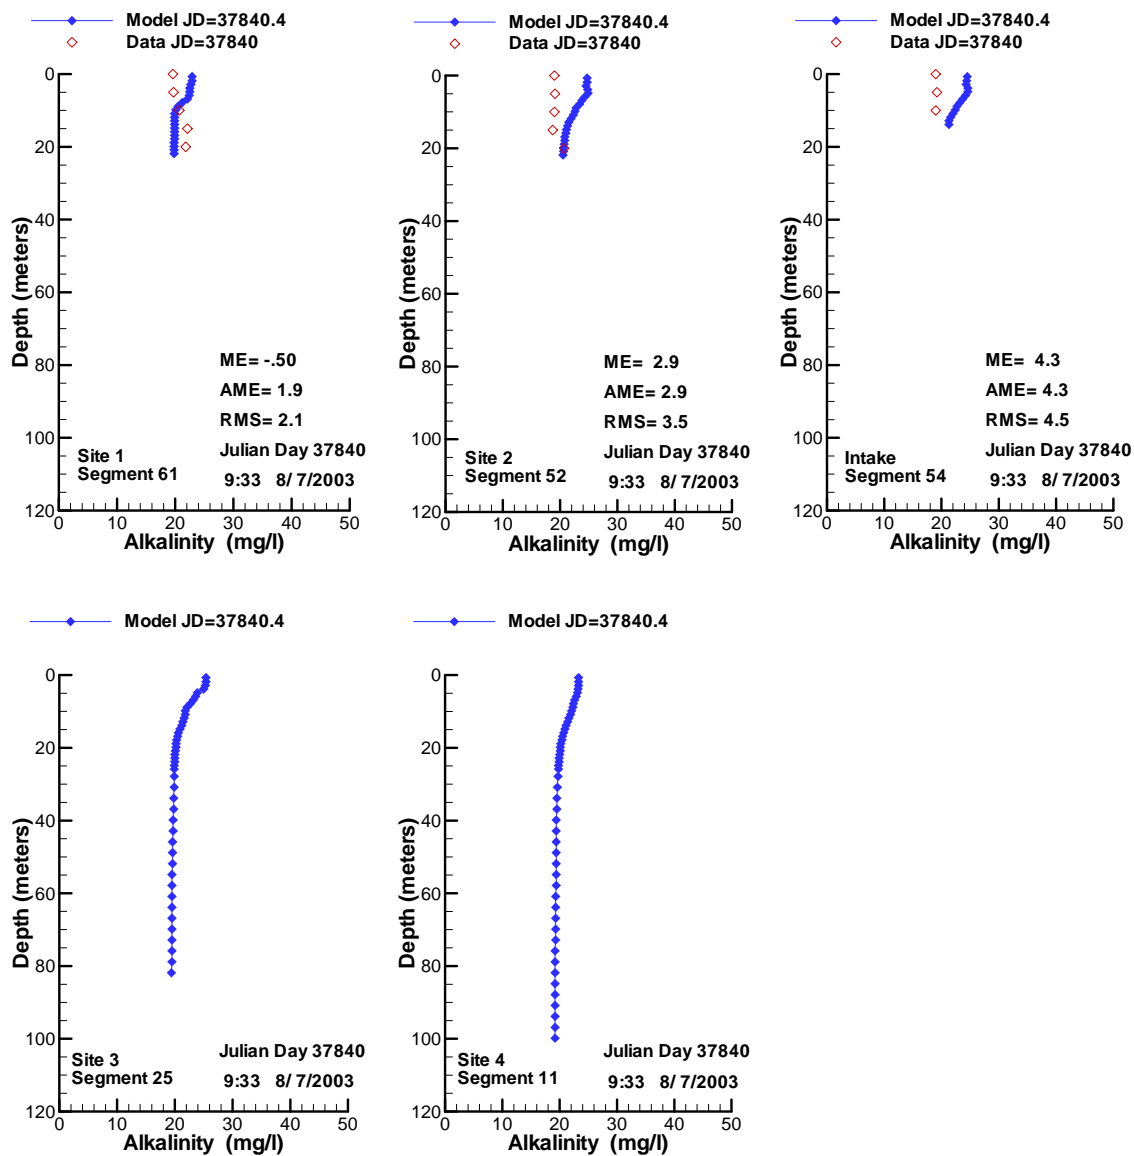 Model JD=37840.4
Data JD=37840
0
20
40
60
80
100
120
Depth (meters)
ME= -.50
AME= 1.9
RMS= 2.1
Julian Day 37840
9:33 8/ 7/2003
Site 1
Segment 61
0 10 20 30 40 50
Alkalinity (mg/l)
Model JD=37840.4
Data JD=37840
0
20
40
60
80
100
120
Depth (meters)
ME= 2.9
AME= 2.9
RMS= 3.5
Julian Day 37840
9:33 8/ 7/2003
Site 2
Segment 52
0 10 20 30 40 50
Alkalinity (mg/l)
Model JD=37840.4
Data JD=37840
0
20
40
60
80
100
120
Depth (meters)
ME= 4.3
AME= 4.3
RMS= 4.5
Julian Day 37840
9:33 8/ 7/2003
Intake
Segment 54
0 10 20 30 40 50
Alkalinity (mg/l)
Model JD=37840.4
0
20
40
60
80
100
120
Depth (meters)
Julian Day 37840
9:33 8/ 7/2003
Site 3
Segment 25
0 10 20 30 40 50
Alkalinity (mg/l)
Model JD=37840.4
0
20
40
60
80
100
120
Depth (meters)
Julian Day 37840
9:33 8/ 7/2003
Site 4
Segment 11
0 10 20 30 40 50
Alkalinity (mg/l)